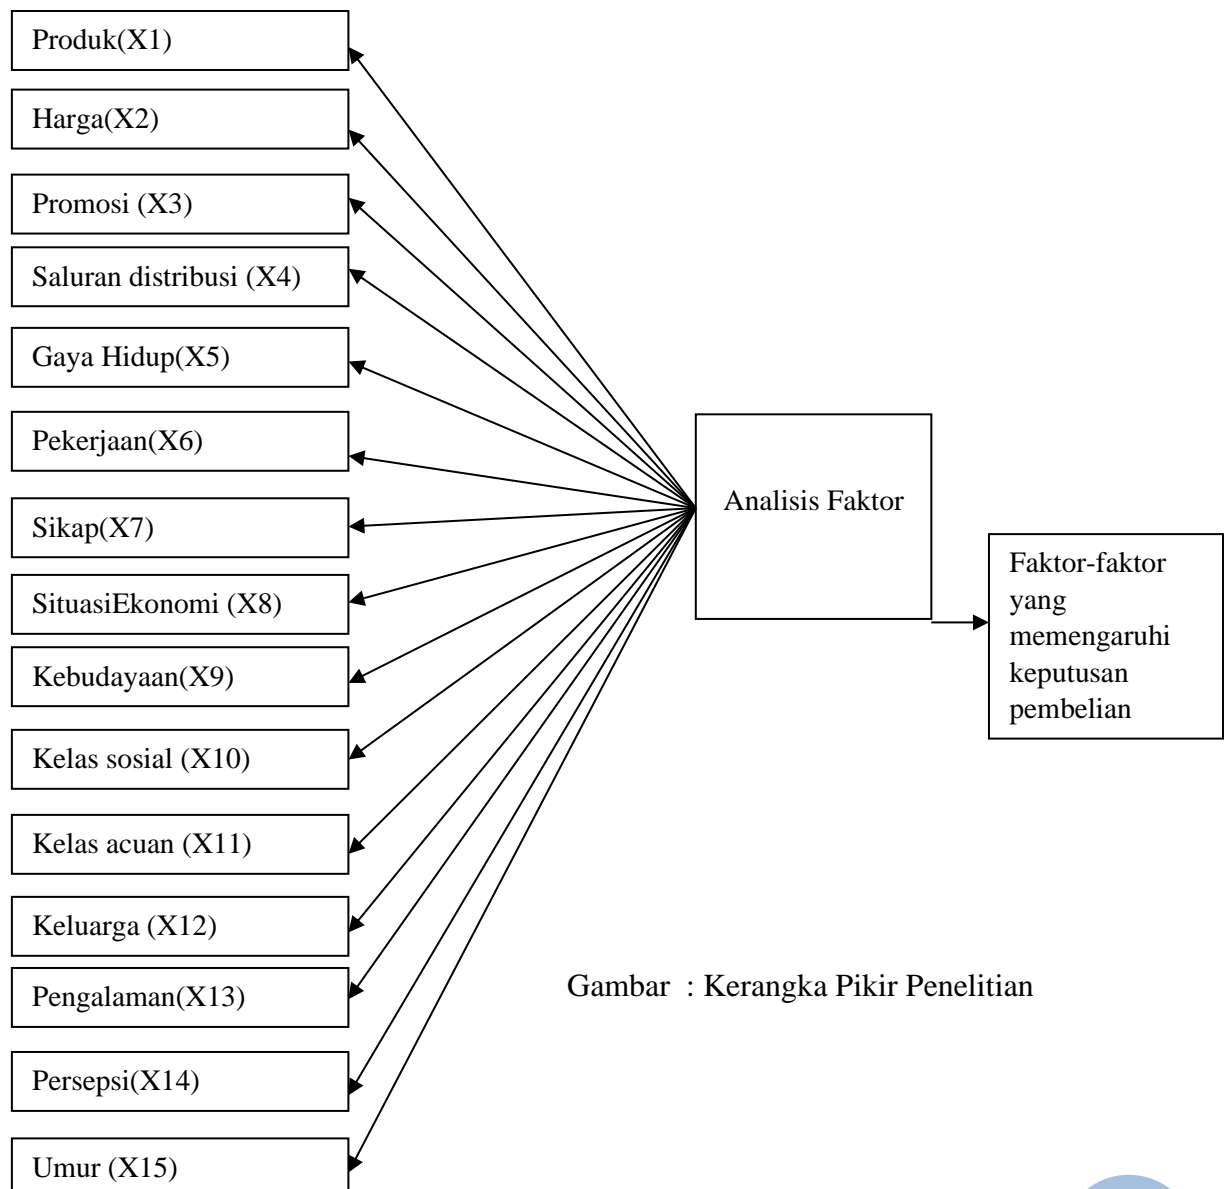 Produk(X1)
Harga(X2)
Promosi (X3)
Saluran distribusi (X4)
Gaya Hidup(X5)
Pekerjaan(X6)
Sikap(X7)
SituasiEkonomi (X8)
Kebudayaan(X9)
Kelas sosial (X10)
Kelas acuan (X11)
Keluarga (X12)
Pengalaman(X13)
Persepsi(X14)
Umur (X15)
Analisis Faktor
Faktor-faktor
yang
memengaruhi
keputusan
pembelian
Gambar : Kerangka Pikir Penelitian